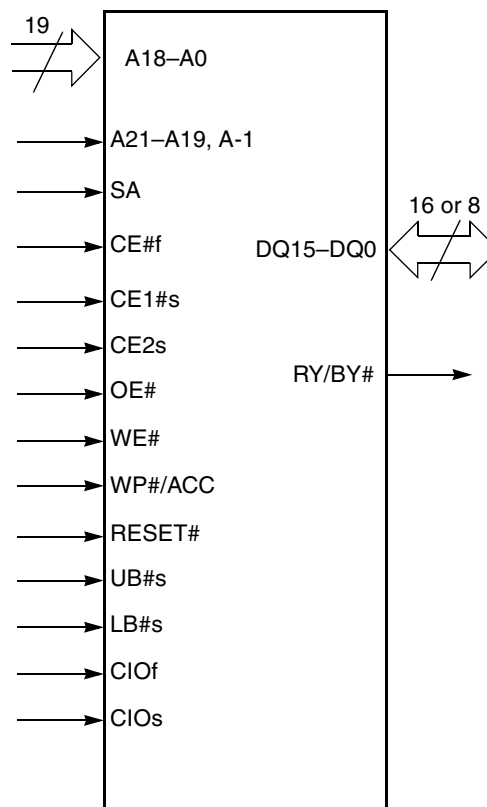 19
A18–A0
A21–A19, A-1
SA
16 or 8
CE#f
DQ15–DQ0
CE1#s
CE2s
RY/BY#
OE#
WE#
WP#/ACC
RESET#
UB#s
LB#s
CIOf
CIOs